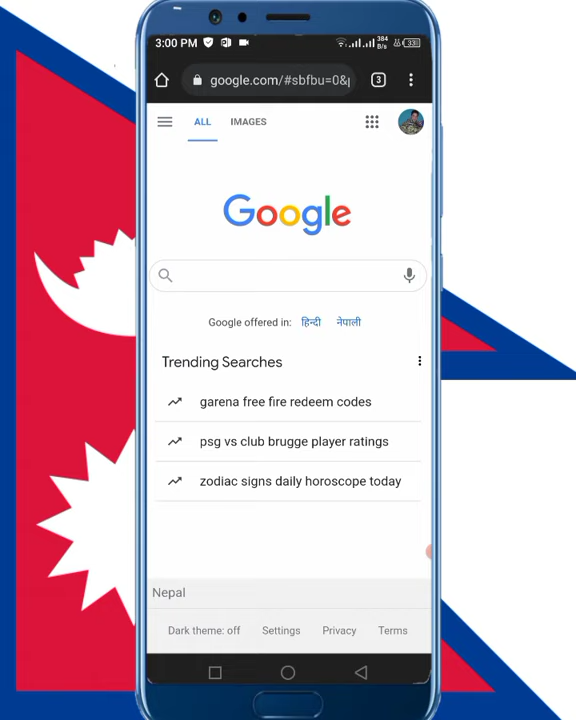 3:00 PM 384 B/s 33
google.com/#sbfbu=0&p 3
ALL IMAGES
Google
Google offered in: हिन्दी नेपाली
Trending Searches
garena free fire redeem codes
psg vs club brugge player ratings
zodiac signs daily horoscope today
Nepal
Dark theme: off Settings Privacy Terms